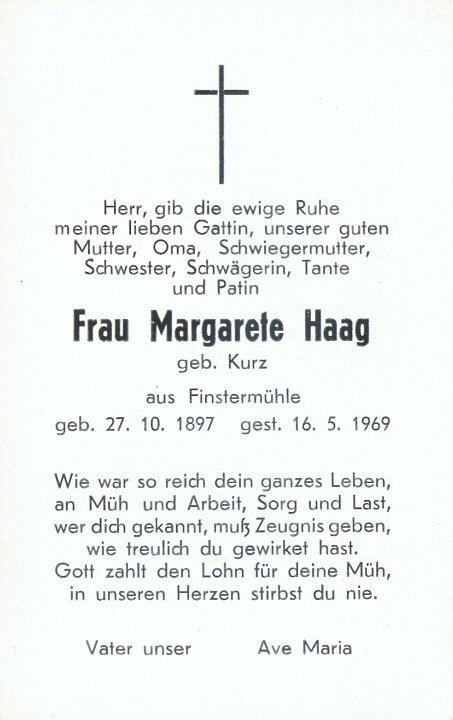 Herr, gib die ewige Ruhe
meiner lieben Gattin, unserer guten
Mutter, Oma, Schwiegermutter,
Schwester, Schwägerin, Tante
und Patin
Frau Margarete Haag
geb. Kurz
aus Finstermühle
geb. 27. 10. 1897 gest. 16. 5. 1969
Wie war so reich dein ganzes Leben,
an Müh und Arbeit, Sorg und Last,
wer dich gekannt, muß Zeugnis geben,
wie treulich du gewirket hast.
Gott zahlt den Lohn für deine Müh,
in unseren Herzen stirbst du nie.
Vater unser Ave Maria